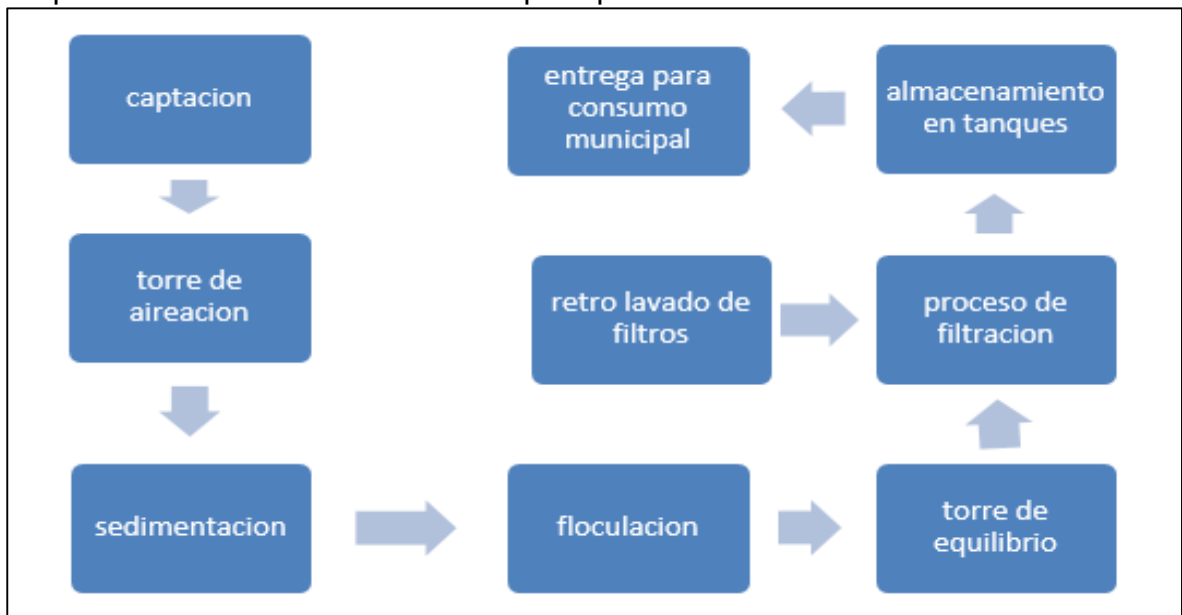 captacion
torre de
aireacion
sedimentacion
floculacion
torre de
equilibrio
retro lavado de
filtros
proceso de
filtracion
almacenamiento
en tanques
entrega para
consumo
municipal